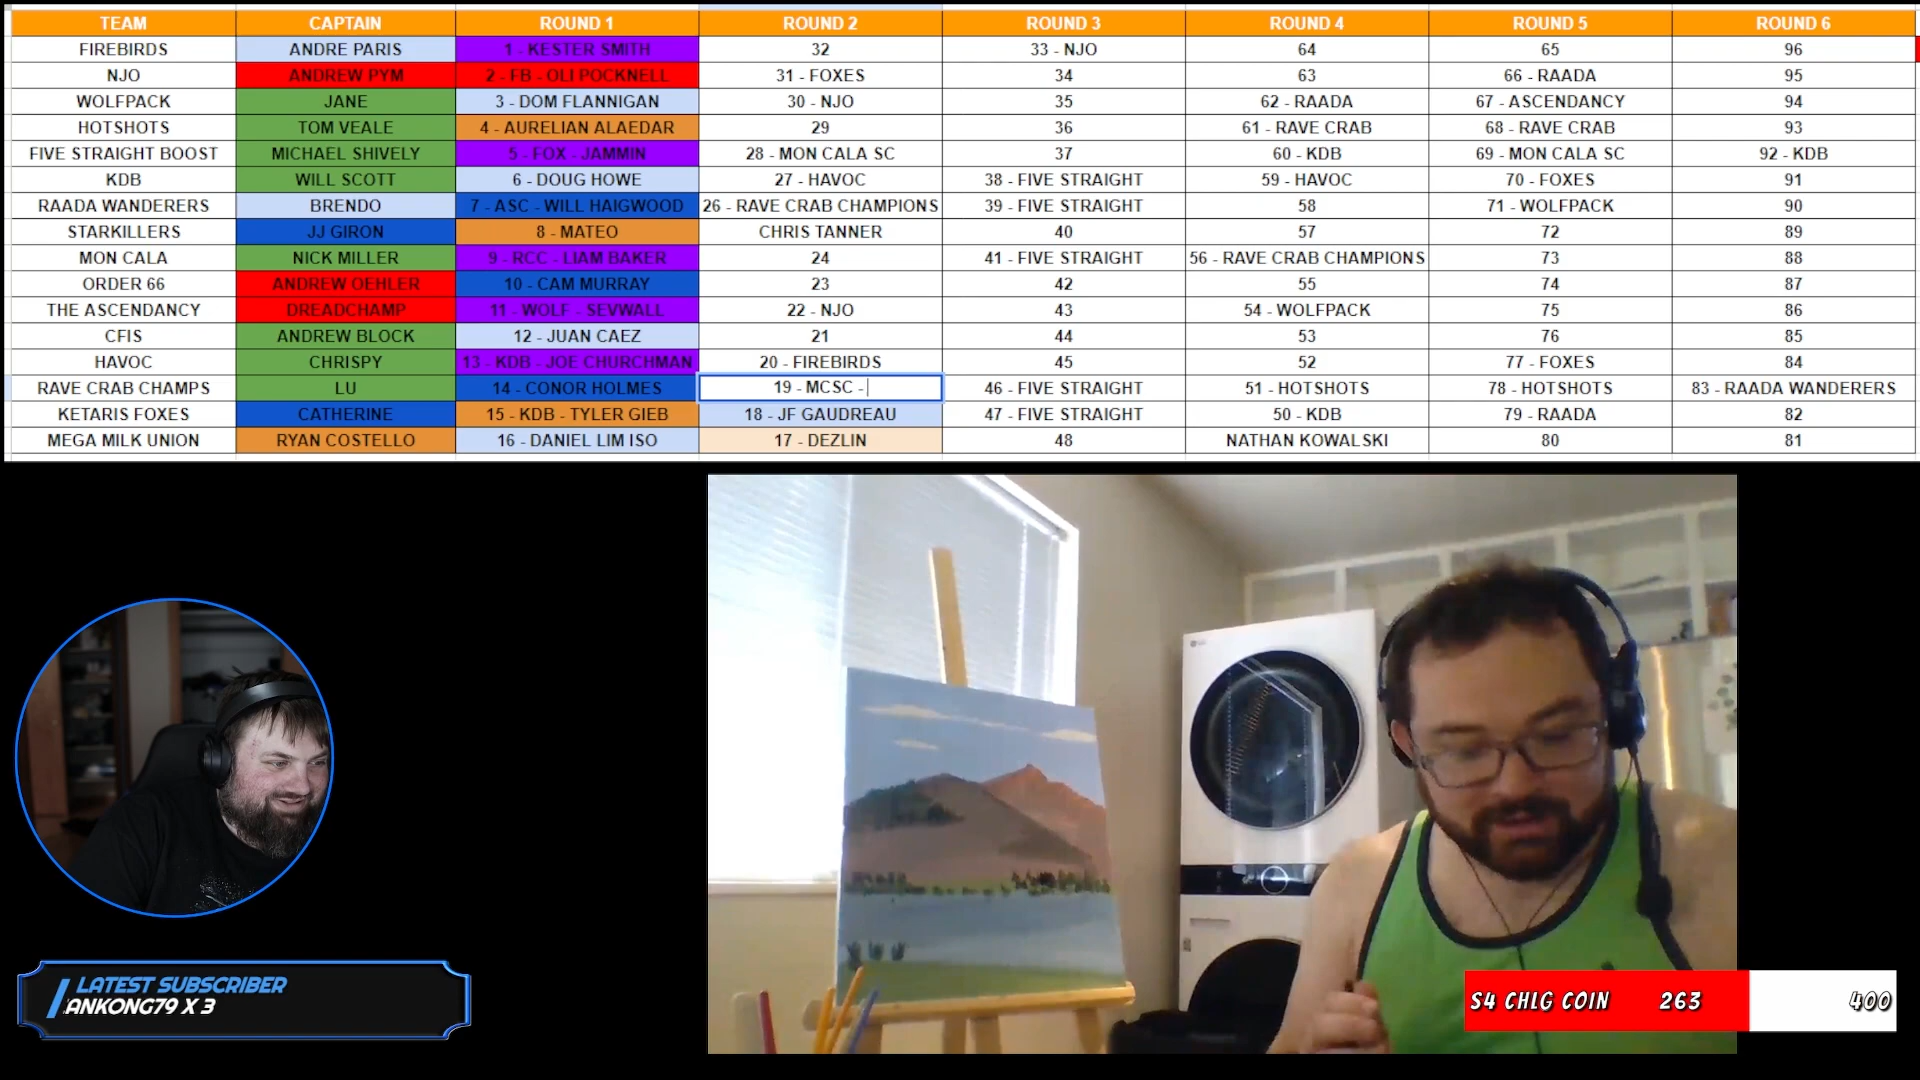 TEAM CAPTAIN ROUND 1 ROUND 2 ROUND 3 ROUND 4 ROUND 5 ROUND 6
FIREBIRDS ANDRE PARIS 1 - KESTER SMITH 32 33 - NJO 64 65 96
NJO ANDREW PYM 2 - FB - OLI POCKNELL 31 - FOXES 34 63 66 - RAADA 95
WOLFPACK JANE 3 - DOM FLANNIGAN 30 - NJO 35 62 - RAADA 67 - ASCENDANCY 94
HOTSHOTS TOM VEALE 4 - AURELIAN ALAEDAR 29 36 61 - RAVE CRAB 68 - RAVE CRAB 93
FIVE STRAIGHT BOOST MICHAEL SHIVELY 5 - FOX - JAMMIN 28 - MON CALA SC 37 60 - KDB 69 - MON CALA SC 92 - KDB
KDB WILL SCOTT 6 - DOUG HOWE 27 - HAVOC 38 - FIVE STRAIGHT 59 - HAVOC 70 - FOXES 91
RAADA WANDERERS BRENDO 7 - ASC - WILL HAIGWOOD 26 - RAVE CRAB CHAMPIONS 39 - FIVE STRAIGHT 58 71 - WOLFPACK 90
STARKILLERS JJ GIRON 8 - MATEO CHRIS TANNER 40 57 72 89
MON CALA NICK MILLER 9 - RCC - LIAM BAKER 24 41 - FIVE STRAIGHT 56 - RAVE CRAB CHAMPIONS 73 88
ORDER 66 ANDREW OEHLER 10 - CAM MURRAY 23 42 55 74 87
THE ASCENDANCY DREADCHAMP 11 - WOLF - SEVWALL 22 - NJO 43 54 - WOLFPACK 75 86
CFIS ANDREW BLOCK 12 - JUAN CAEZ 21 44 53 76 85
HAVOC CHRISPY 13 - KDB - JOE CHURCHMAN 20 - FIREBIRDS 45 52 77 - FOXES 84
RAVE CRAB CHAMPS LU 14 - CONOR HOLMES 19 - MCSC - 46 - FIVE STRAIGHT 51 - HOTSHOTS 78 - HOTSHOTS 83 - RAADA WANDERERS
KETARIS FOXES CATHERINE 15 - KDB - TYLER GIEB 18 - JF GAUDREAU 47 - FIVE STRAIGHT 50 - KDB 79 - RAADA 82
MEGA MILK UNION RYAN COSTELLO 16 - DANIEL LIM ISO 17 - DEZLIN 48 NATHAN KOWALSKI 80 81
LATEST SUBSCRIBER
ANKONG79 X 3
S4 CHLG COIN 263 400